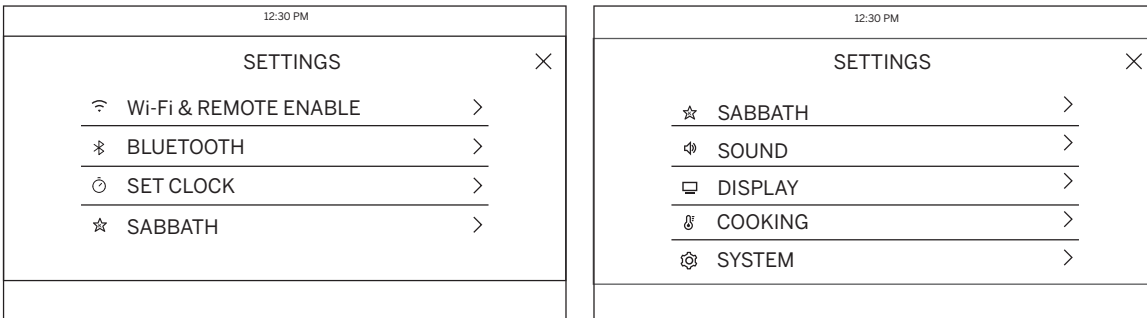 12:30 PM
SETTINGS
Wi-Fi & REMOTE ENABLE
BLUETOOTH
SET CLOCK
SABBATH
12:30 PM
SETTINGS
SABBATH
SOUND
DISPLAY
COOKING
SYSTEM